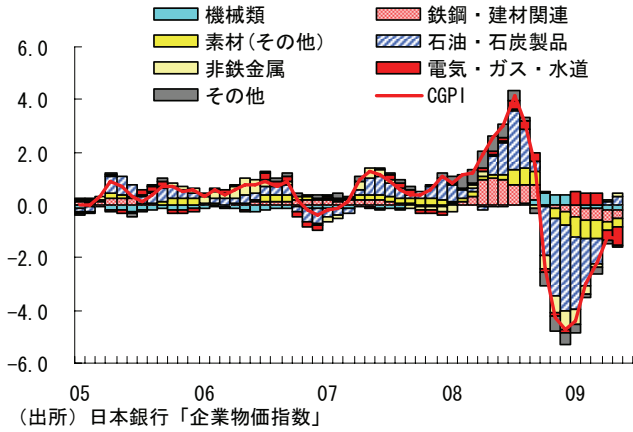 機械類 鉄鋼・建材関連
素材(その他) 石油・石炭製品
非鉄金属 電気・ガス・水道
その他 CGPI
6.0
4.0
2.0
0.0
-2.0
-4.0
-6.0
05 06 07 08 09
（出所）日本銀行「企業物価指数」